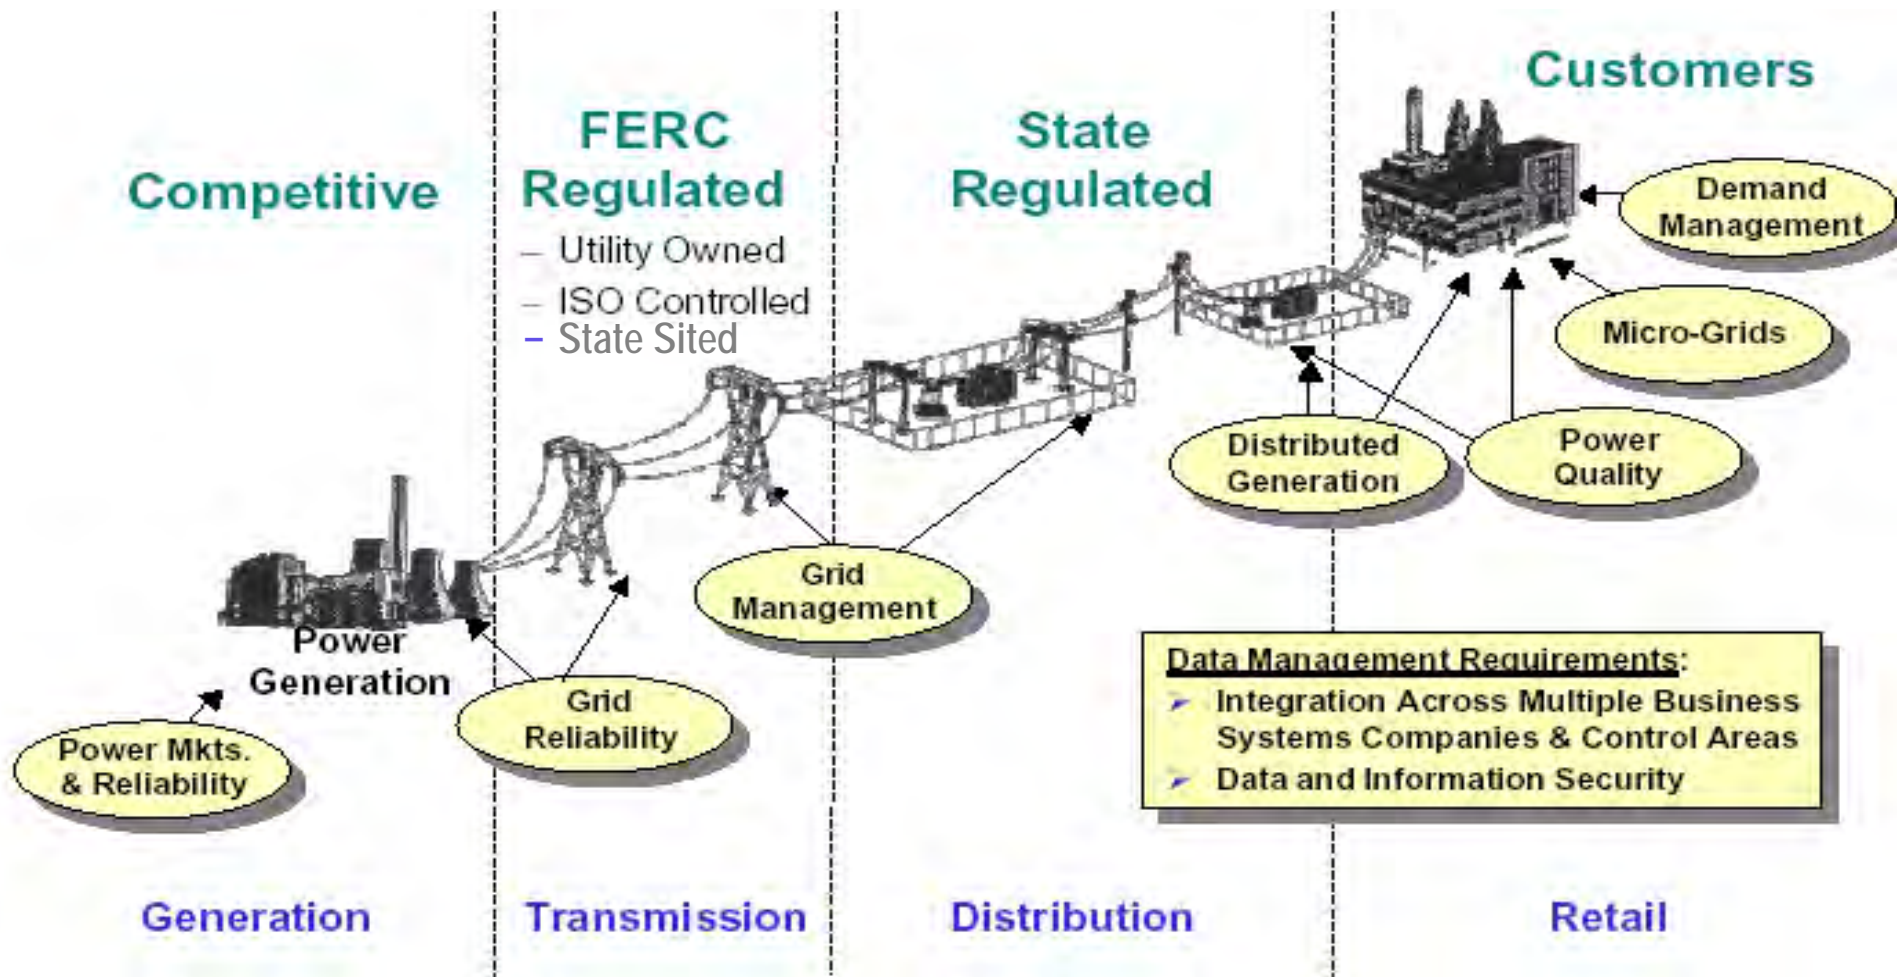 Competitive
FERC
Regulated
– Utility Owned
– ISO Controlled
– State Sited
State
Regulated
Customers
Demand
Management
Micro-Grids
Power
Quality
Distributed
Generation
Grid
Management
Grid
Reliability
Power
Generation
Power Mkts.
& Reliability
Data Management Requirements:
➢ Integration Across Multiple Business
Systems Companies & Control Areas
➢ Data and Information Security
Generation
Transmission
Distribution
Retail